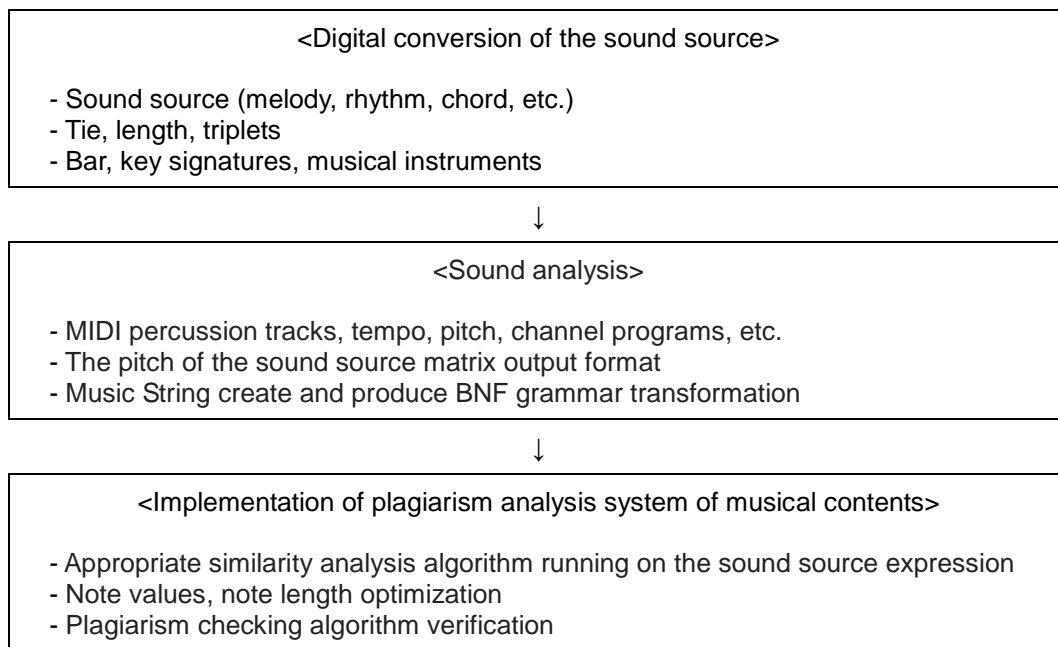 <Digital conversion of the sound source>
- Sound source (melody, rhythm, chord, etc.)
- Tie, length, triplets
- Bar, key signatures, musical instruments
↓
<Sound analysis>
- MIDI percussion tracks, tempo, pitch, channel programs, etc.
- The pitch of the sound source matrix output format
- Music String create and produce BNF grammar transformation
↓
<Implementation of plagiarism analysis system of musical contents>
- Appropriate similarity analysis algorithm running on the sound source expression
- Note values, note length optimization
- Plagiarism checking algorithm verification